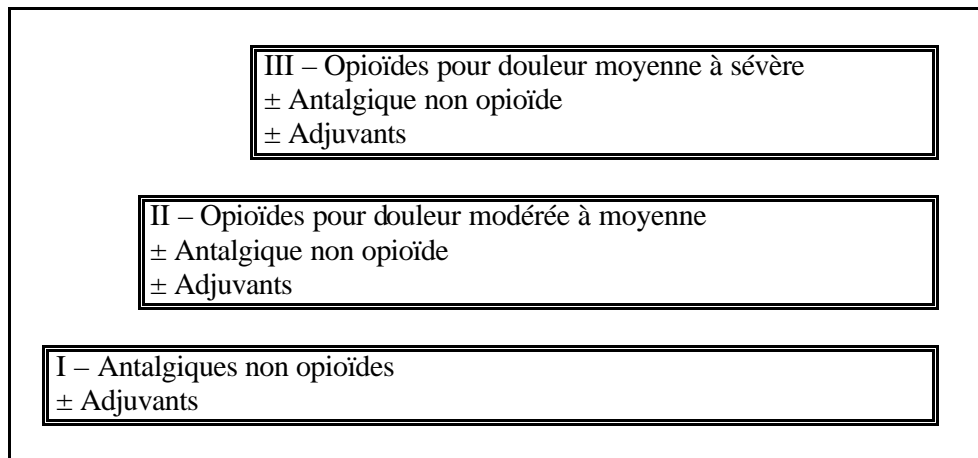 III – Opioïdes pour douleur moyenne à sévère
± Antalgique non opioïde
± Adjuvants
II – Opioïdes pour douleur modérée à moyenne
± Antalgique non opioïde
± Adjuvants
I – Antalgiques non opioïdes
± Adjuvants